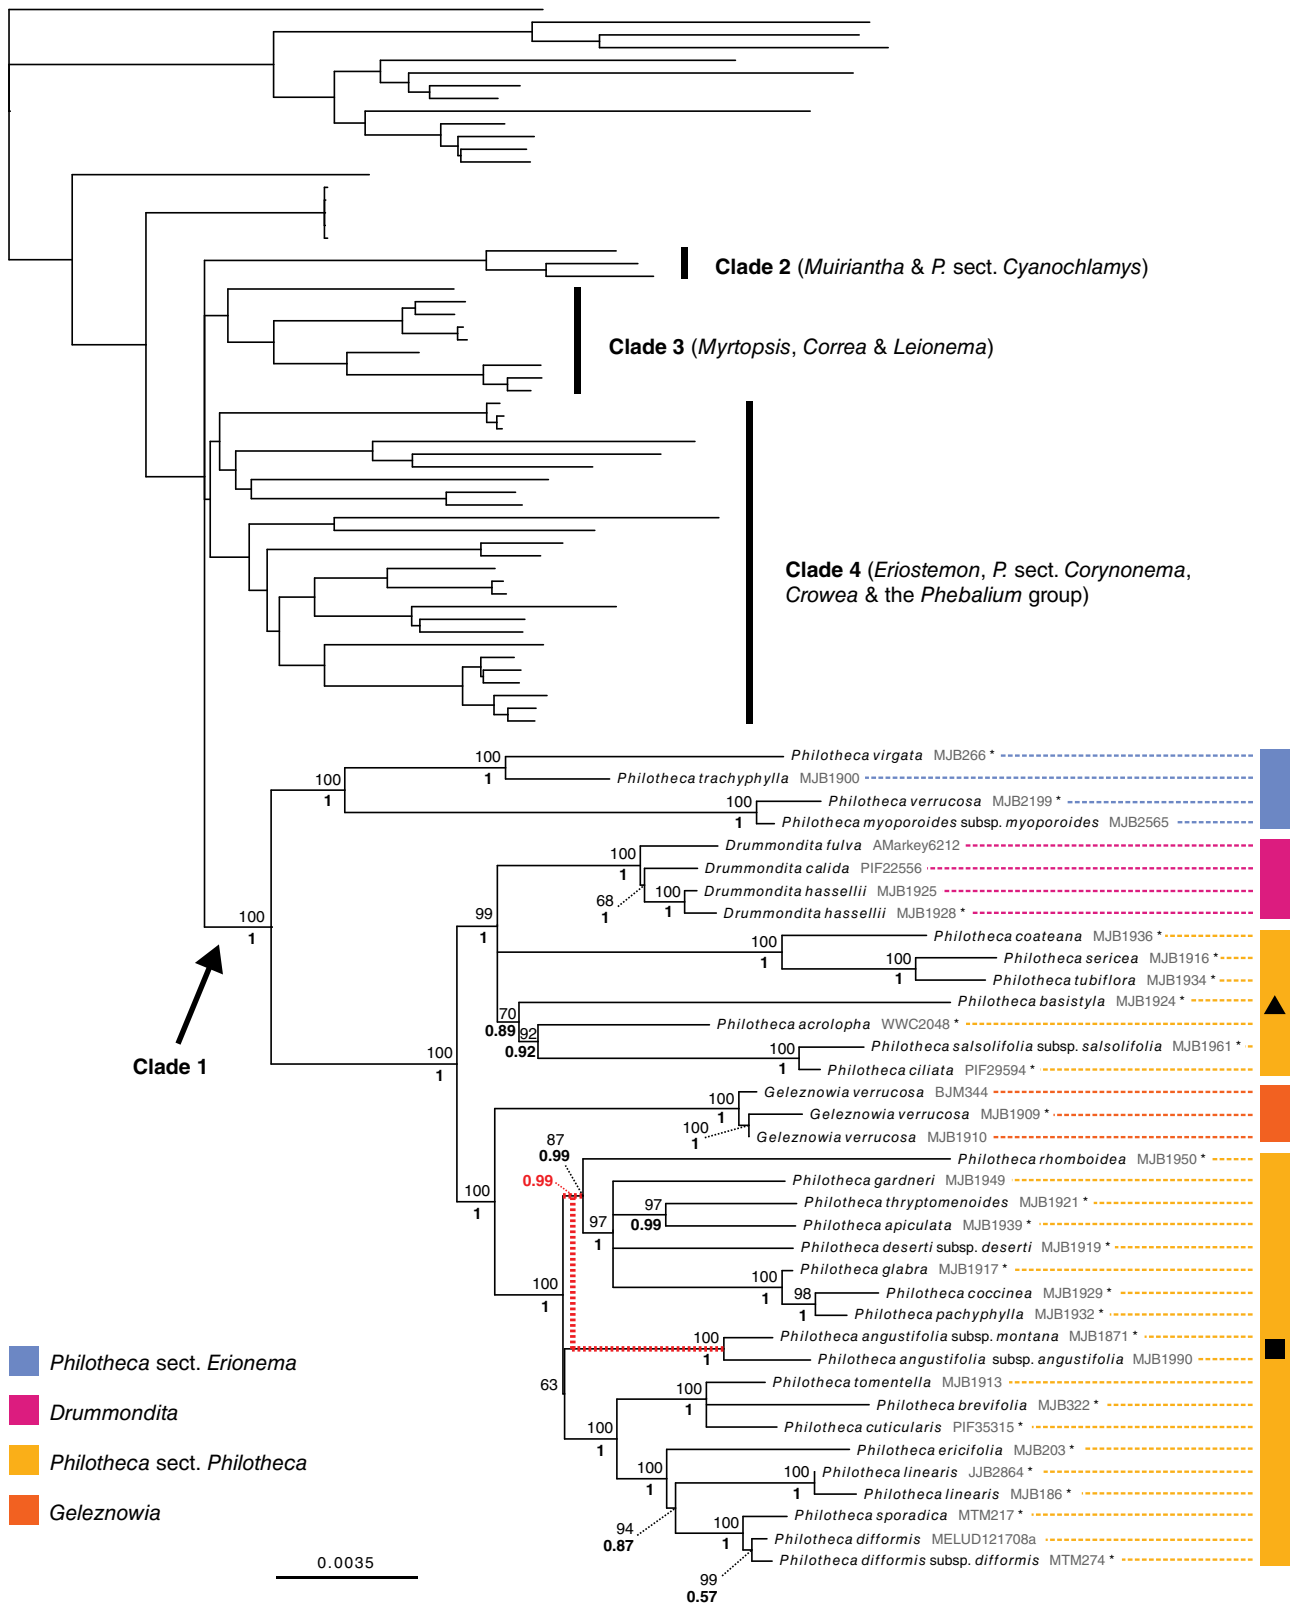 Clade 2 (Muiriantha & P. sect. Cyanochlamys)
Clade 3 (Myrtopsis, Correa & Leionema)
Clade 4 (Eriostemon, P. sect. Corynonema,
Crowea & the Phebalium group)
Clade 1
100
1
100
1
100
1
Philotheca virgata MJB266 *
Philotheca trachyphylla MJB1900
100
1
Philotheca verrucosa MJB2199 *
Philotheca myoporoides subsp. myoporoides MJB2565
100
1
99
1
100
1
Drummondita fulva AMarkey6212
Drummondita calida PIF22556
68
1
100
1
Drummondita hassellii MJB1925
Drummondita hassellii MJB1928 *
100
1
Philotheca coateana MJB1936 *
100
1
Philotheca sericea MJB1916 *
Philotheca tubiflora MJB1934 *
70
0.89
Philotheca basistyla MJB1924 *
92
0.92
Philotheca acrolopha WWC2048 *
100
1
Philotheca salsolifolia subsp. salsolifolia MJB1961 *
Philotheca ciliata PIF29594 *
100
1
100
1
Geleznowia verrucosa BJM344
100
1
Geleznowia verrucosa MJB1909 *
Geleznowia verrucosa MJB1910
100
1
87
0.99
0.99
Philotheca rhomboidea MJB1950 *
97
1
Philotheca gardneri MJB1949
97
0.99
Philotheca thryptomenoides MJB1921 *
Philotheca apiculata MJB1939 *
Philotheca deserti subsp. deserti MJB1919 *
100
1
Philotheca glabra MJB1917 *
98
1
Philotheca coccinea MJB1929 *
Philotheca pachyphylla MJB1932 *
100
1
Philotheca angustifolia subsp. montana MJB1871 *
Philotheca angustifolia subsp. angustifolia MJB1990
63
100
1
100
1
Philotheca tomentella MJB1913
Philotheca brevifolia MJB322 *
Philotheca cuticularis PIF35315 *
100
1
Philotheca ericifolia MJB203 *
94
0.87
100
1
Philotheca linearis JJB2864 *
Philotheca linearis MJB186 *
100
1
Philotheca sporadica MTM217 *
99
0.57
Philotheca difformis MELUD121708a
Philotheca difformis subsp. difformis MTM274 *
Philotheca sect. Erionema
Drummondita
Philotheca sect. Philotheca
Geleznowia
0.0035